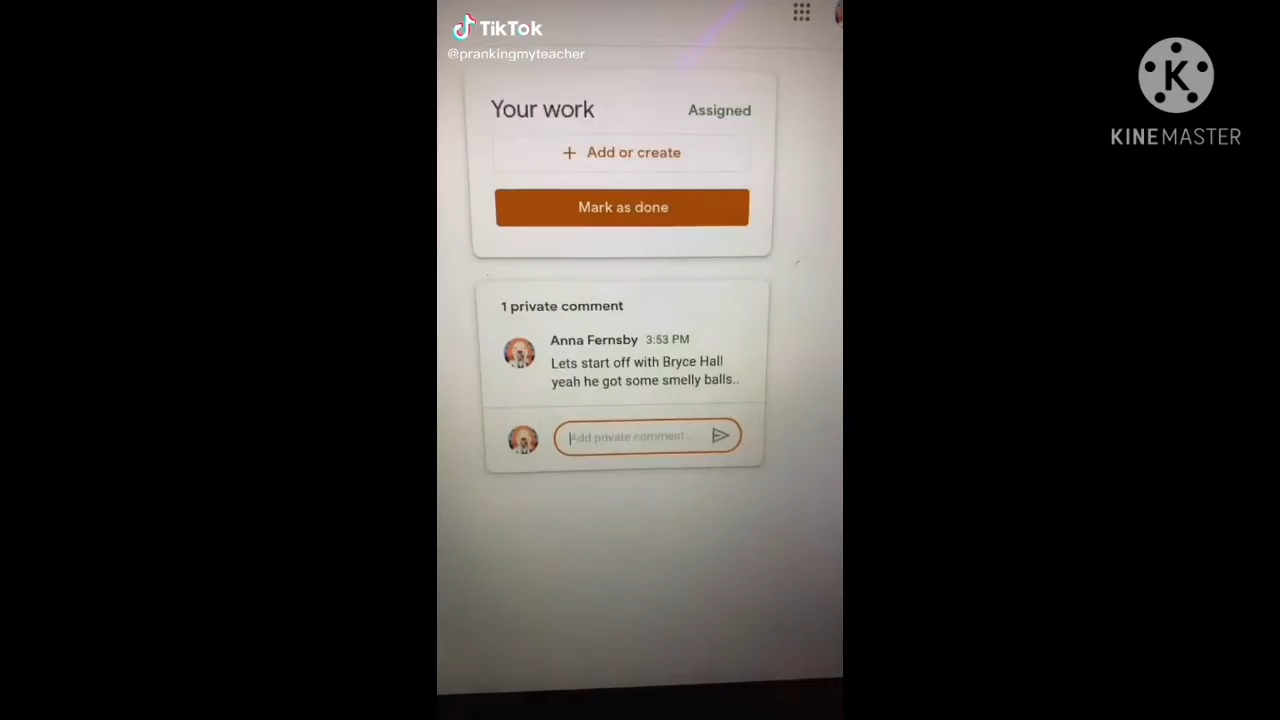 TikTok
@prankingmyteacher
K
KINEMASTER
Your work
Assigned
+ Add or create
Mark as done
1 private comment
Anna Fernsby 3:53 PM
Lets start off with Bryce Hall
yeah he got some smelly balls..
Add private comment...